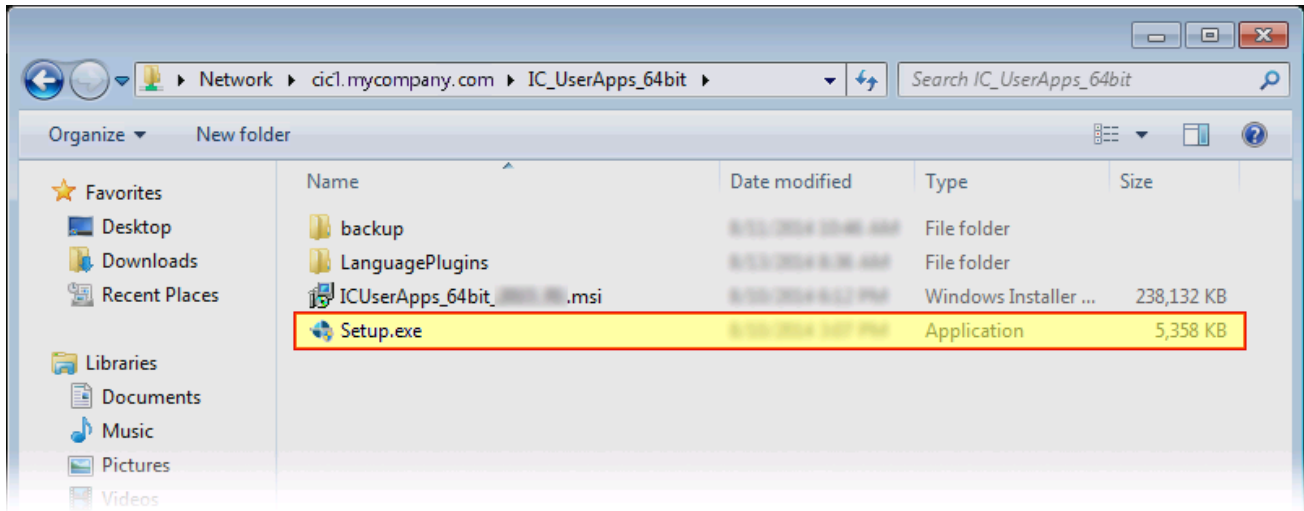 Network ▸ cic1.mycompany.com ▸ IC_UserApps_64bit ▸ Search IC_UserApps_64bit
Organize New folder
Name Date modified Type Size
Favorites
Desktop
Downloads
Recent Places
Libraries
Documents
Music
Pictures
Videos
backup File folder
LanguagePlugins File folder
ICUserApps_64bit_ .msi Windows Installer ... 238,132 KB
Setup.exe Application 5,358 KB